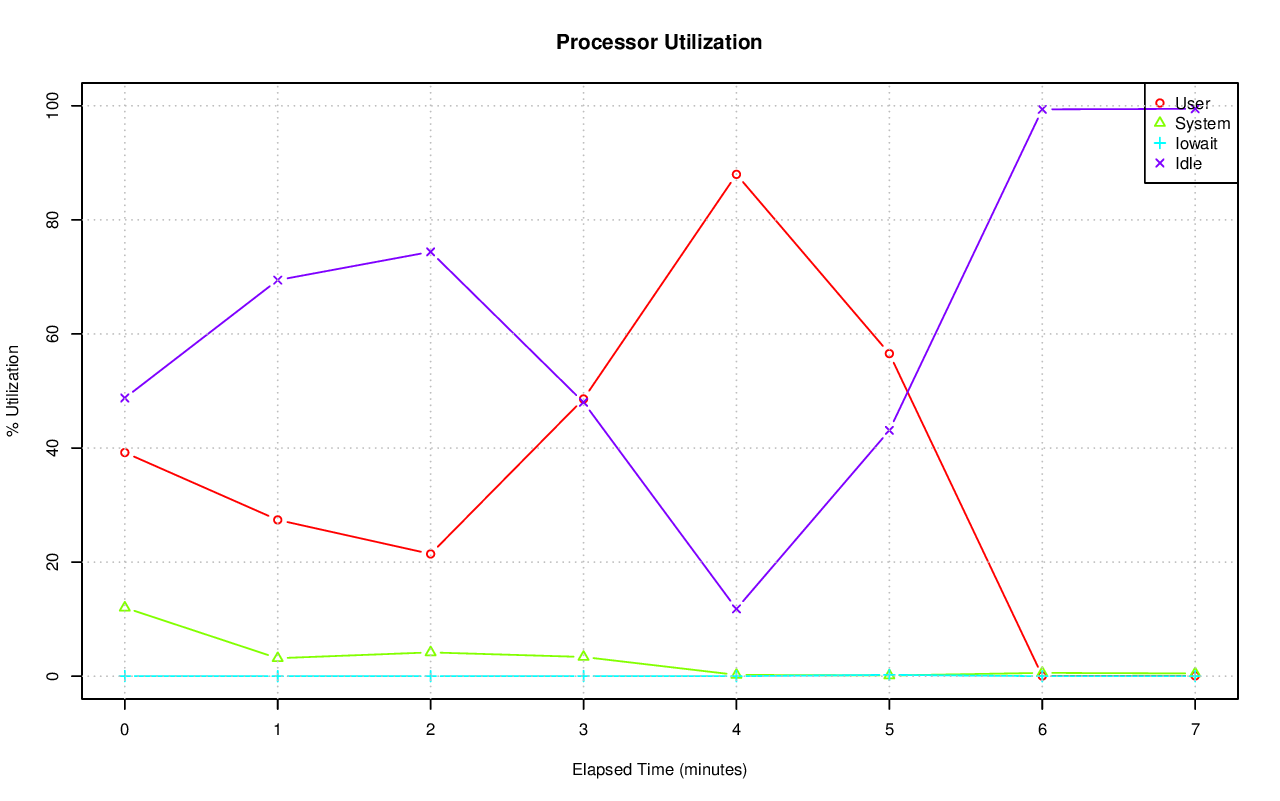 Processor Utilization
% Utilization
100
80
60
40
20
0
User
System
Iowait
Idle
0 1 2 3 4 5 6 7
Elapsed Time (minutes)